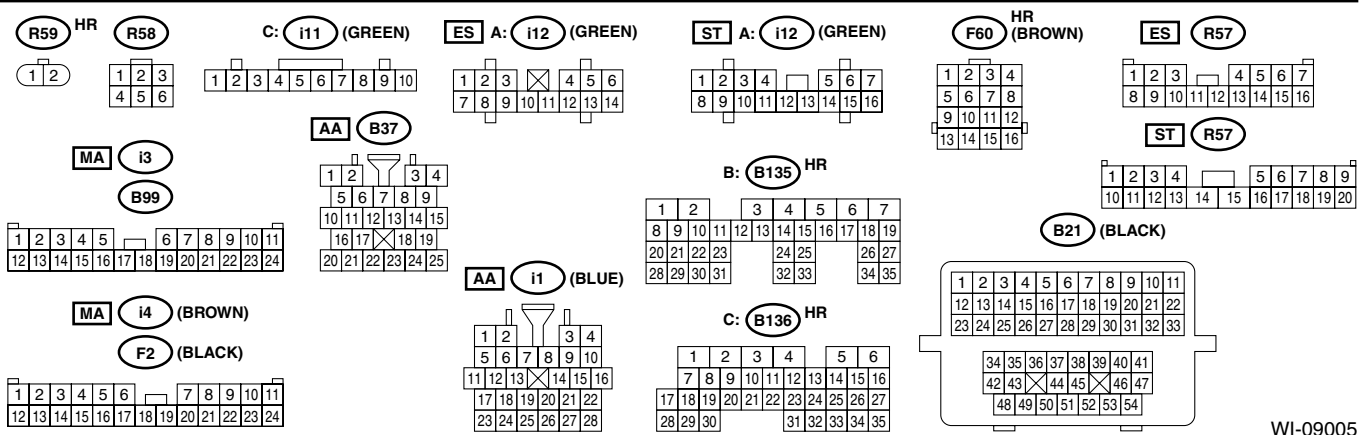 R59 HR
1 2
R58
1 2 3
4 5 6
C: i11 (GREEN)
1 2 3 4 5 6 7 8 9 10
ES A: i12 (GREEN)
1 2 3 4 5 6
7 8 9 10 11 12 13 14
ST A: i12 (GREEN)
1 2 3 4 5 6 7
8 9 10 11 12 13 14 15 16
F60 HR
(BROWN)
1 2 3 4
5 6 7 8
9 10 11 12
13 14 15 16
ES R57
1 2 3 4 5 6 7
8 9 10 11 12 13 14 15 16
ST R57
1 2 3 4 5 6 7 8 9
10 11 12 13 14 15 16 17 18 19 20
MA i3
B99
1 2 3 4 5 6 7 8 9 10 11
12 13 14 15 16 17 18 19 20 21 22 23 24
AA B37
1 2 3 4
5 6 7 8 9
10 11 12 13 14 15
16 17 18 19
20 21 22 23 24 25
B: B135 HR
1 2 3 4 5 6 7
8 9 10 11 12 13 14 15 16 17 18 19
20 21 22 23 24 25 26 27
28 29 30 31 32 33 34 35
B21 (BLACK)
1 2 3 4 5 6 7 8 9 10 11
12 13 14 15 16 17 18 19 20 21 22
23 24 25 26 27 28 29 30 31 32 33
34 35 36 37 38 39 40 41
42 43 44 45 46 47
48 49 50 51 52 53 54
MA i4 (BROWN)
F2 (BLACK)
1 2 3 4 5 6 7 8 9 10 11
12 13 14 15 16 17 18 19 20 21 22 23 24
AA i1 (BLUE)
1 2 3 4
5 6 7 8 9 10
11 12 13 14 15 16
17 18 19 20 21 22
23 24 25 26 27 28
C: B136 HR
1 2 3 4 5 6
7 8 9 10 11 12 13 14 15 16
17 18 19 20 21 22 23 24 25 26 27
28 29 30 31 32 33 34 35
WI-09005